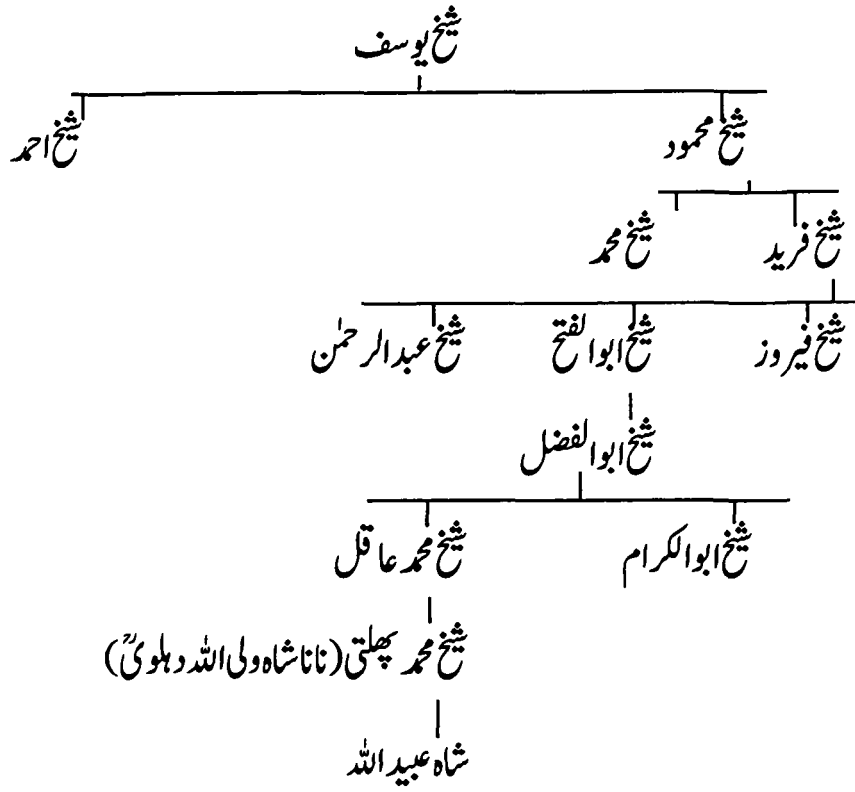 شیخ یوسف
شیخ محمود شیخ احمد
شیخ فرید شیخ محمد
شیخ فیروز شیخ ابوالفتح شیخ عبدالرحمٰن
شیخ ابوالفضل
شیخ ابوالکرام شیخ محمد عاقل
شیخ محمد پھلتی (نانا شاہ ولی اللہ دہلویؒ)
شاہ عبید اللہ